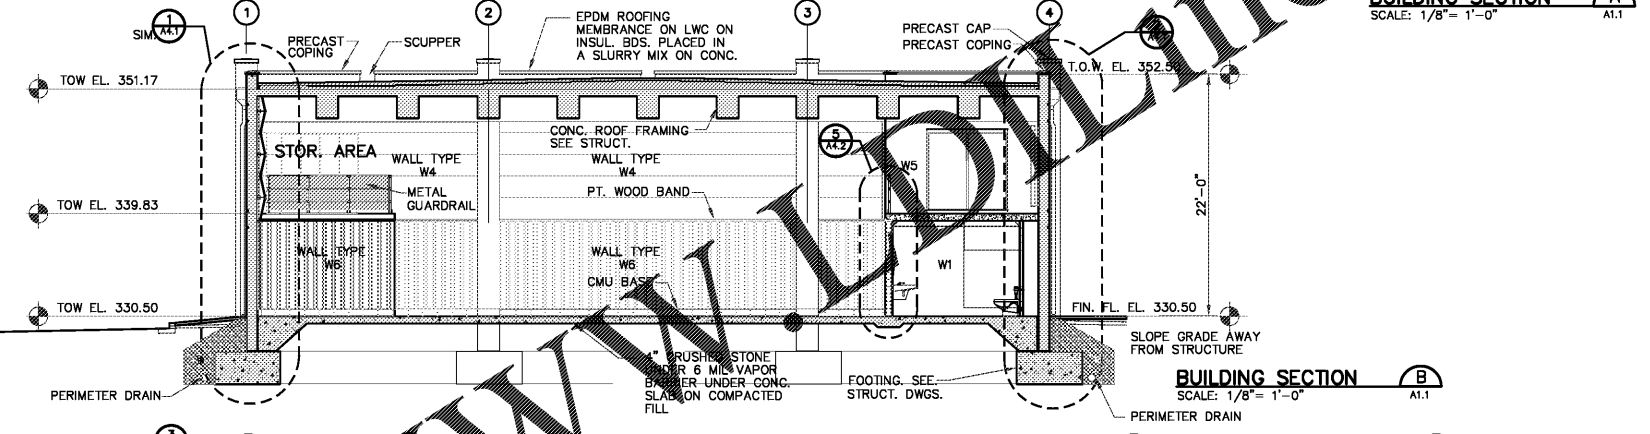 BUILDING SECTION
SCALE: 1/8"= 1'-0"
A1.1
1
2
3
4
1
SIM.
A4.1
EPDM ROOFING
MEMBRANCE ON LWC ON
INSUL. BDS. PLACED IN
A SLURRY MIX ON CONC.
PRECAST
COPING
SCUPPER
PRECAST CAP
PRECAST COPING
TOW EL. 351.17
T.O.W. EL. 352.50
CONC. ROOF FRAMING
SEE STRUCT.
5
A4.2
STOR. AREA
WALL TYPE
W4
WALL TYPE
W4
W5
METAL
GUARDRAIL
PT. WOOD BAND
22'-0"
TOW EL. 339.83
WALL TYPE
W6
WALL TYPE
W6
W1
CMU BASE
TOW EL. 330.50
FIN. FL. EL. 330.50
SLOPE GRADE AWAY
FROM STRUCTURE
4" CRUSHED STONE
UNDER 6 MIL VAPOR
BARRIER UNDER CONC.
SLAB ON COMPACTED
FILL
FOOTING. SEE.
STRUCT. DWGS.
PERIMETER DRAIN
BUILDING SECTION
B
SCALE: 1/8"= 1'-0"
A1.1
PERIMETER DRAIN
3